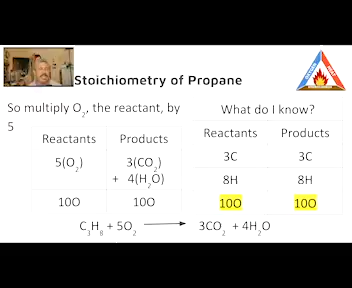 Stoichiometry of Propane
So multiply O₂, the reactant, by
5
Reactants Products
5(O₂) 3(CO₂)
+ 4(H₂O)
10O 10O
What do I know?
Reactants Products
3C 3C
8H 8H
10O 10O
C₃H₈ + 5O₂ → 3CO₂ + 4H₂O